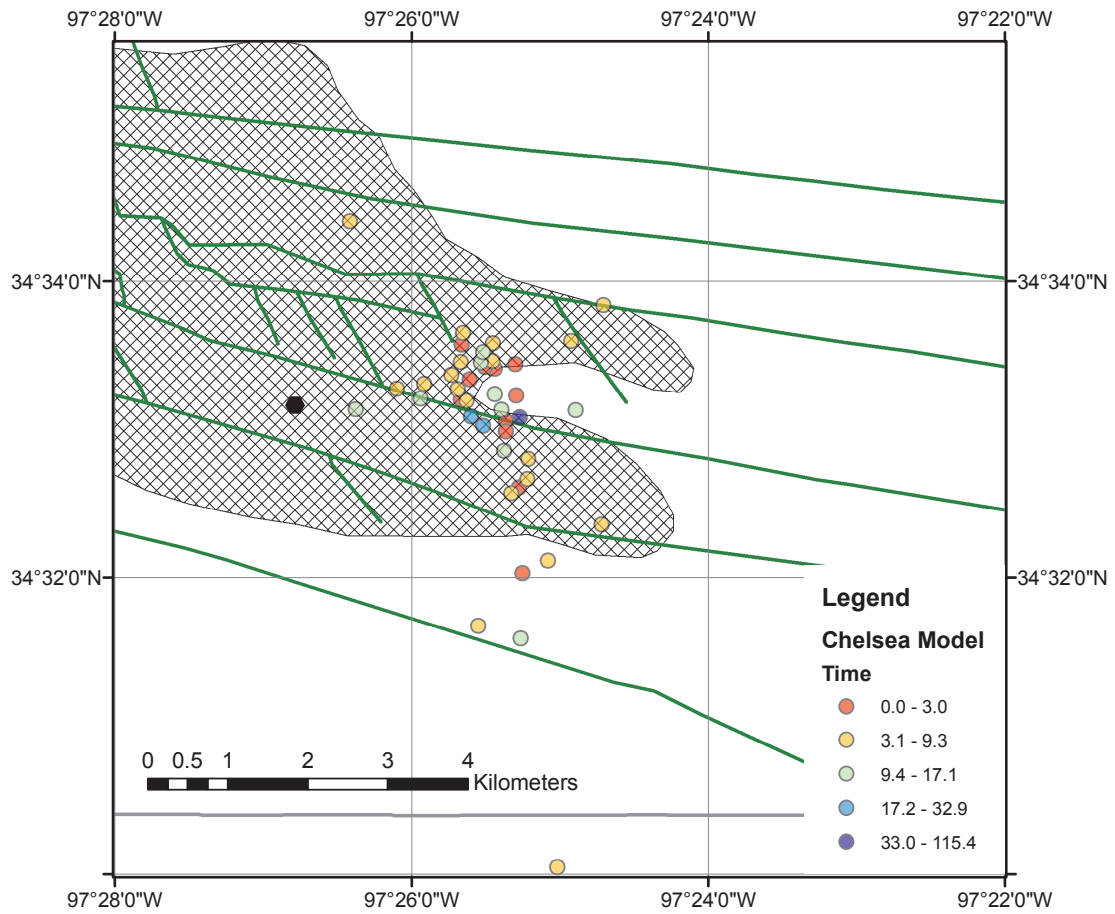 97°28'0"W 97°26'0"W 97°24'0"W 97°22'0"W
34°34'0"N 34°34'0"N
34°32'0"N 34°32'0"N
Legend
Chelsea Model
Time
0.0 - 3.0
3.1 - 9.3
9.4 - 17.1
17.2 - 32.9
33.0 - 115.4
0 0.5 1 2 3 4
Kilometers
97°28'0"W 97°26'0"W 97°24'0"W 97°22'0"W